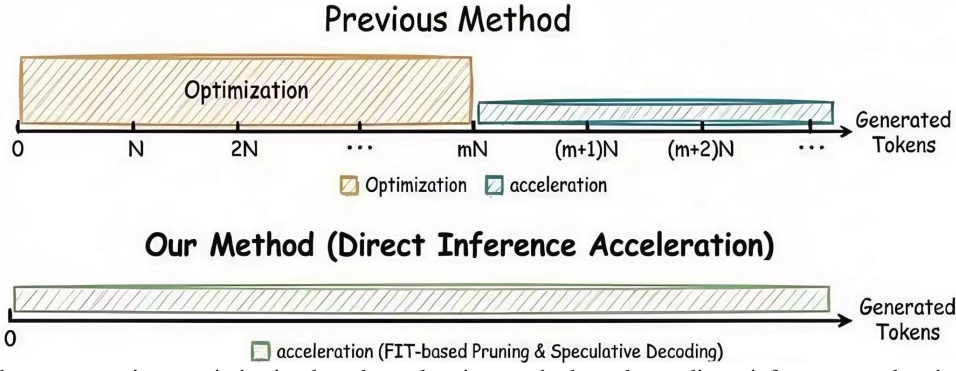 Previous Method
Optimization
Generated
Tokens
0 N 2N ... mN (m+1)N (m+2)N ...
Optimization acceleration
Our Method (Direct Inference Acceleration)
Generated
Tokens
0
acceleration (FIT-based Pruning & Speculative Decoding)